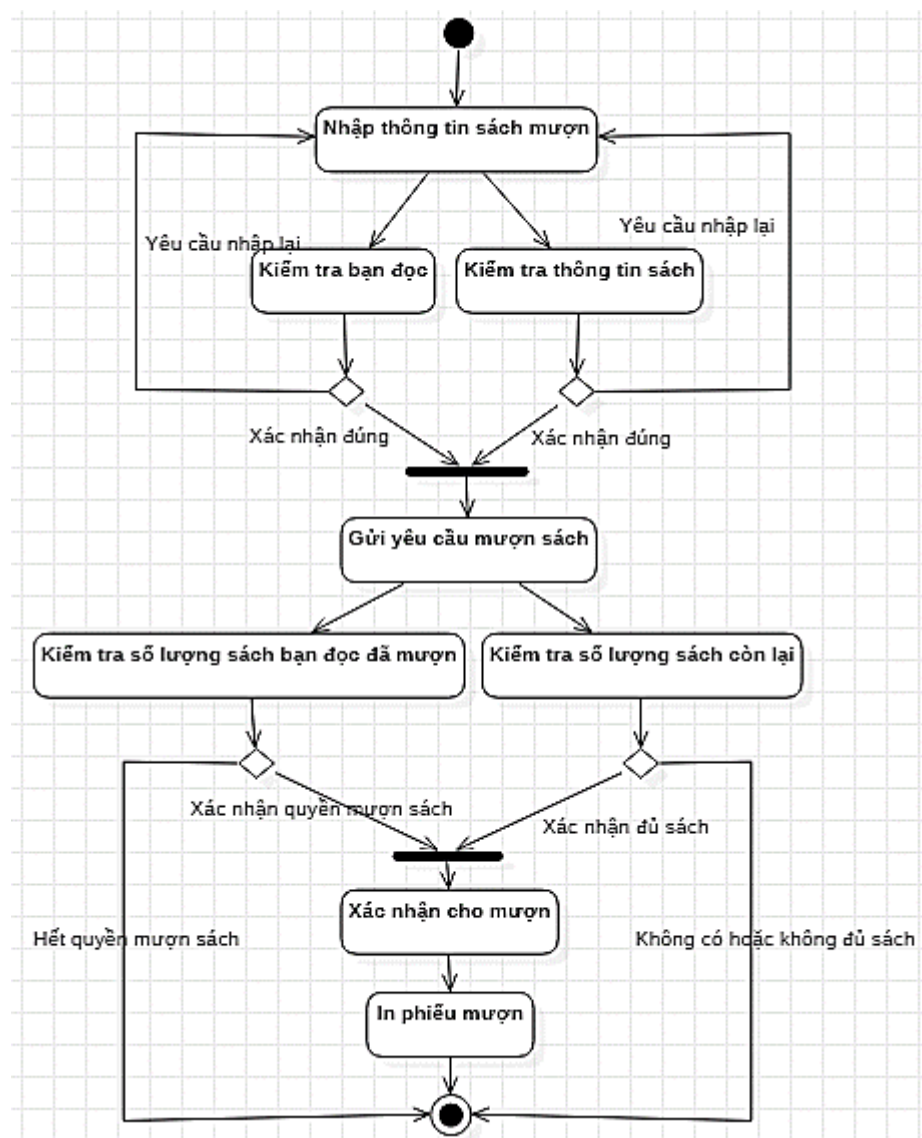 Nhập thông tin sách mượn
Yêu cầu nhập lại
Yêu cầu nhập lại
Kiểm tra bạn đọc
Kiểm tra thông tin sách
Xác nhận đúng
Xác nhận đúng
Gửi yêu cầu mượn sách
Kiểm tra số lượng sách bạn đọc đã mượn
Kiểm tra số lượng sách còn lại
Xác nhận quyền mượn sách
Xác nhận đủ sách
Xác nhận cho mượn
Hết quyền mượn sách
Không có hoặc không đủ sách
In phiếu mượn